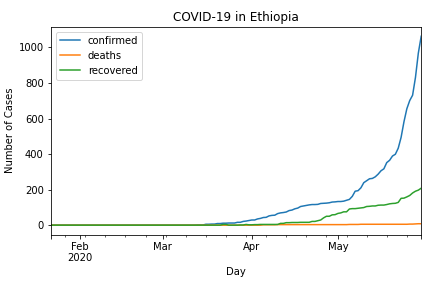 COVID-19 in Ethiopia
confirmed
deaths
recovered
Number of Cases
1000
800
600
400
200
0
Feb
2020
Mar
Apr
May
Day